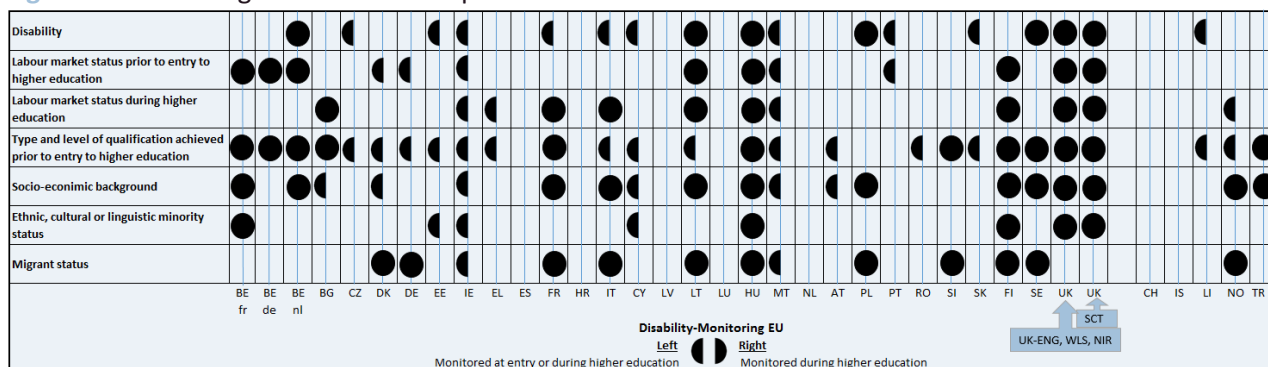 Disability
Labour market status prior to entry to
higher education
Labour market status during higher
education
Type and level of qualification achieved
prior to entry to higher education
Socio-econimic background
Ethnic, cultural or linguistic minority
status
Migrant status
BE BE BE BG CZ DK DE EE IE EL ES FR HR IT CY LV LT LU HU MT NL AT PL PT RO SI SK FI SE UK UK CH IS LI NO TR
fr de nl
SCT
UK-ENG, WLS, NIR
Disability-Monitoring EU
Left Right
Monitored at entry or during higher education Monitored during higher education